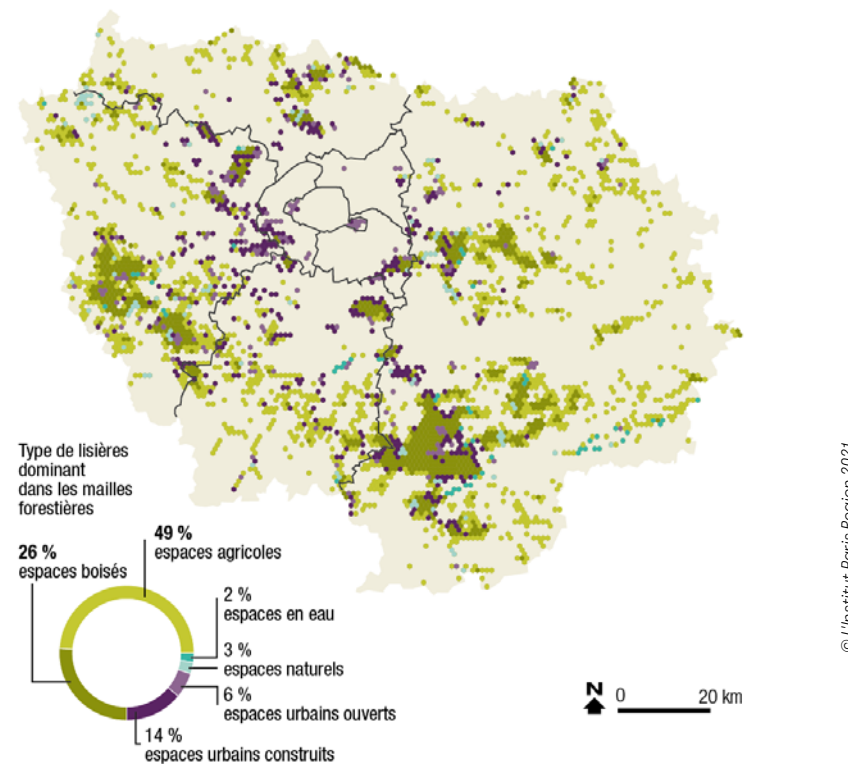 Type de lisières
dominant
dans les mailles
forestières
49 %
espaces agricoles
26 %
espaces boisés
2 %
espaces en eau
3 %
espaces naturels
6 %
espaces urbains ouverts
14 %
espaces urbains construits
N
0
20 km
© L'Institut Paris Region 2021